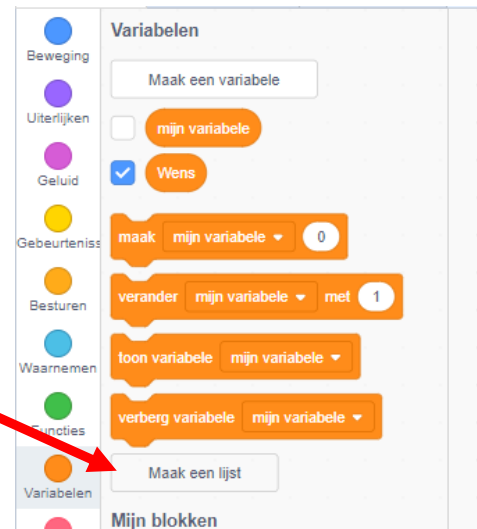 Variabelen
Beweging
Maak een variabele
Uiterlijken
mijn variabele
Wens
Geluid
Gebeurteniss
maak mijn variabele 0
Besturen
verander mijn variabele met 1
Waarnemen
toon variabele mijn variabele
Functies
verberg variabele mijn variabele
Maak een lijst
Variabelen
Mijn blokken